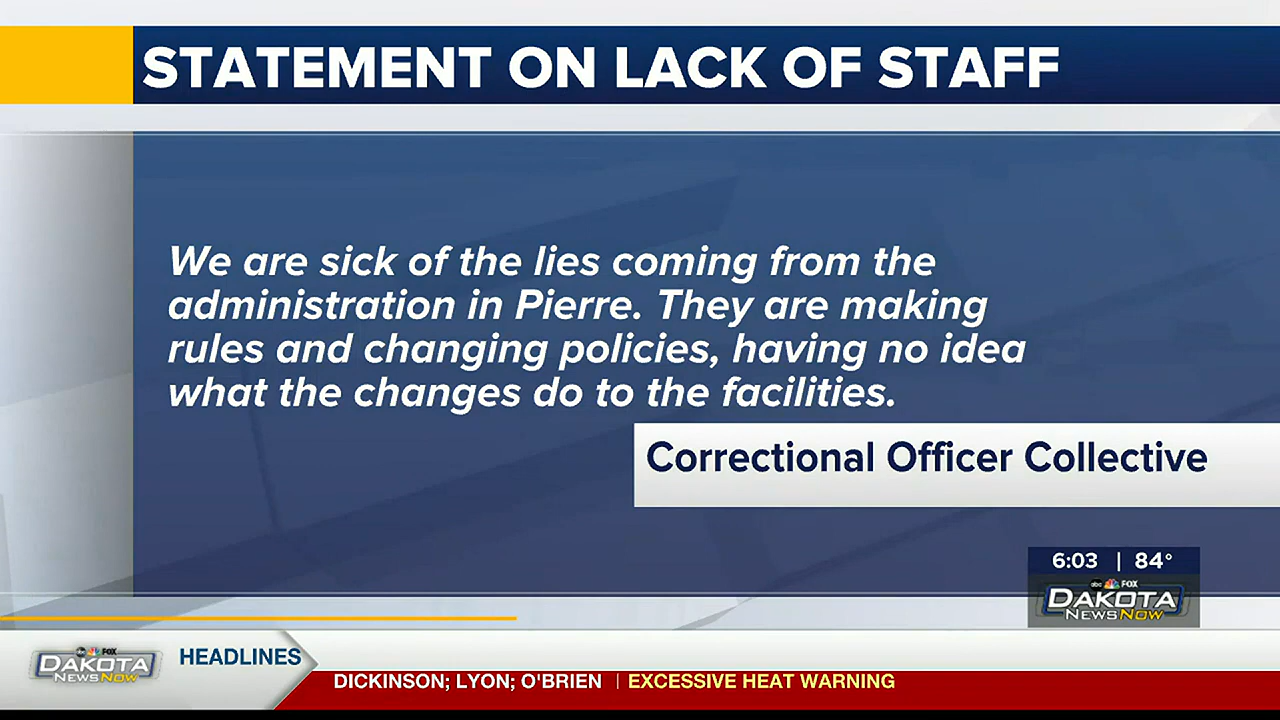 STATEMENT ON LACK OF STAFF
We are sick of the lies coming from the
administration in Pierre. They are making
rules and changing policies, having no idea
what the changes do to the facilities.
Correctional Officer Collective
6:03 | 84°
abc FOX
DAKOTA
NEWS NOW
abc FOX
DAKOTA
NEWS NOW
HEADLINES
DICKINSON; LYON; O'BRIEN | EXCESSIVE HEAT WARNING